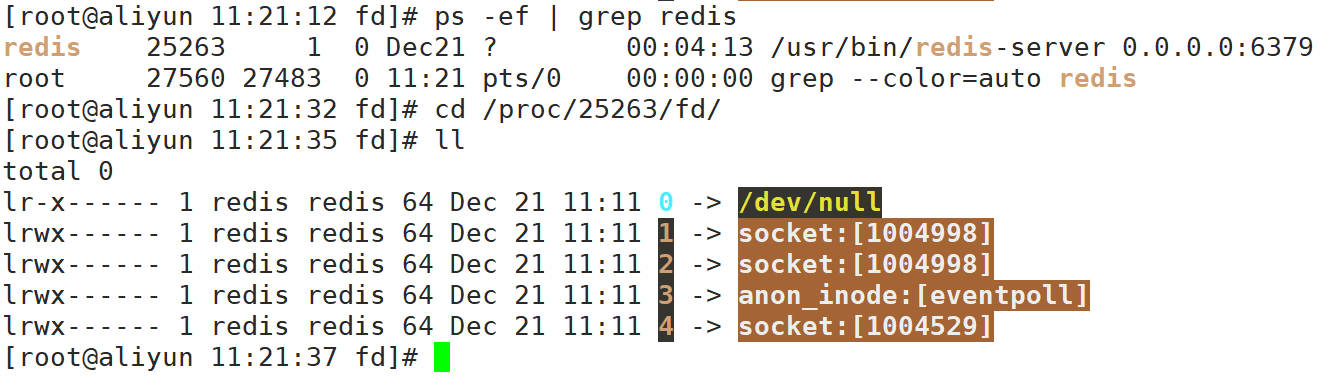 [root@aliyun 11:21:12 fd]# ps -ef | grep redis
redis    25263     1  0 Dec21 ?        00:04:13 /usr/bin/redis-server 0.0.0.0:6379
root     27560 27483  0 11:21 pts/0    00:00:00 grep --color=auto redis
[root@aliyun 11:21:32 fd]# cd /proc/25263/fd/
[root@aliyun 11:21:35 fd]# ll
total 0
lr-x------ 1 redis redis 64 Dec 21 11:11 0 -> /dev/null
lrwx------ 1 redis redis 64 Dec 21 11:11 1 -> socket:[1004998]
lrwx------ 1 redis redis 64 Dec 21 11:11 2 -> socket:[1004998]
lrwx------ 1 redis redis 64 Dec 21 11:11 3 -> anon_inode:[eventpoll]
lrwx------ 1 redis redis 64 Dec 21 11:11 4 -> socket:[1004529]
[root@aliyun 11:21:37 fd]#